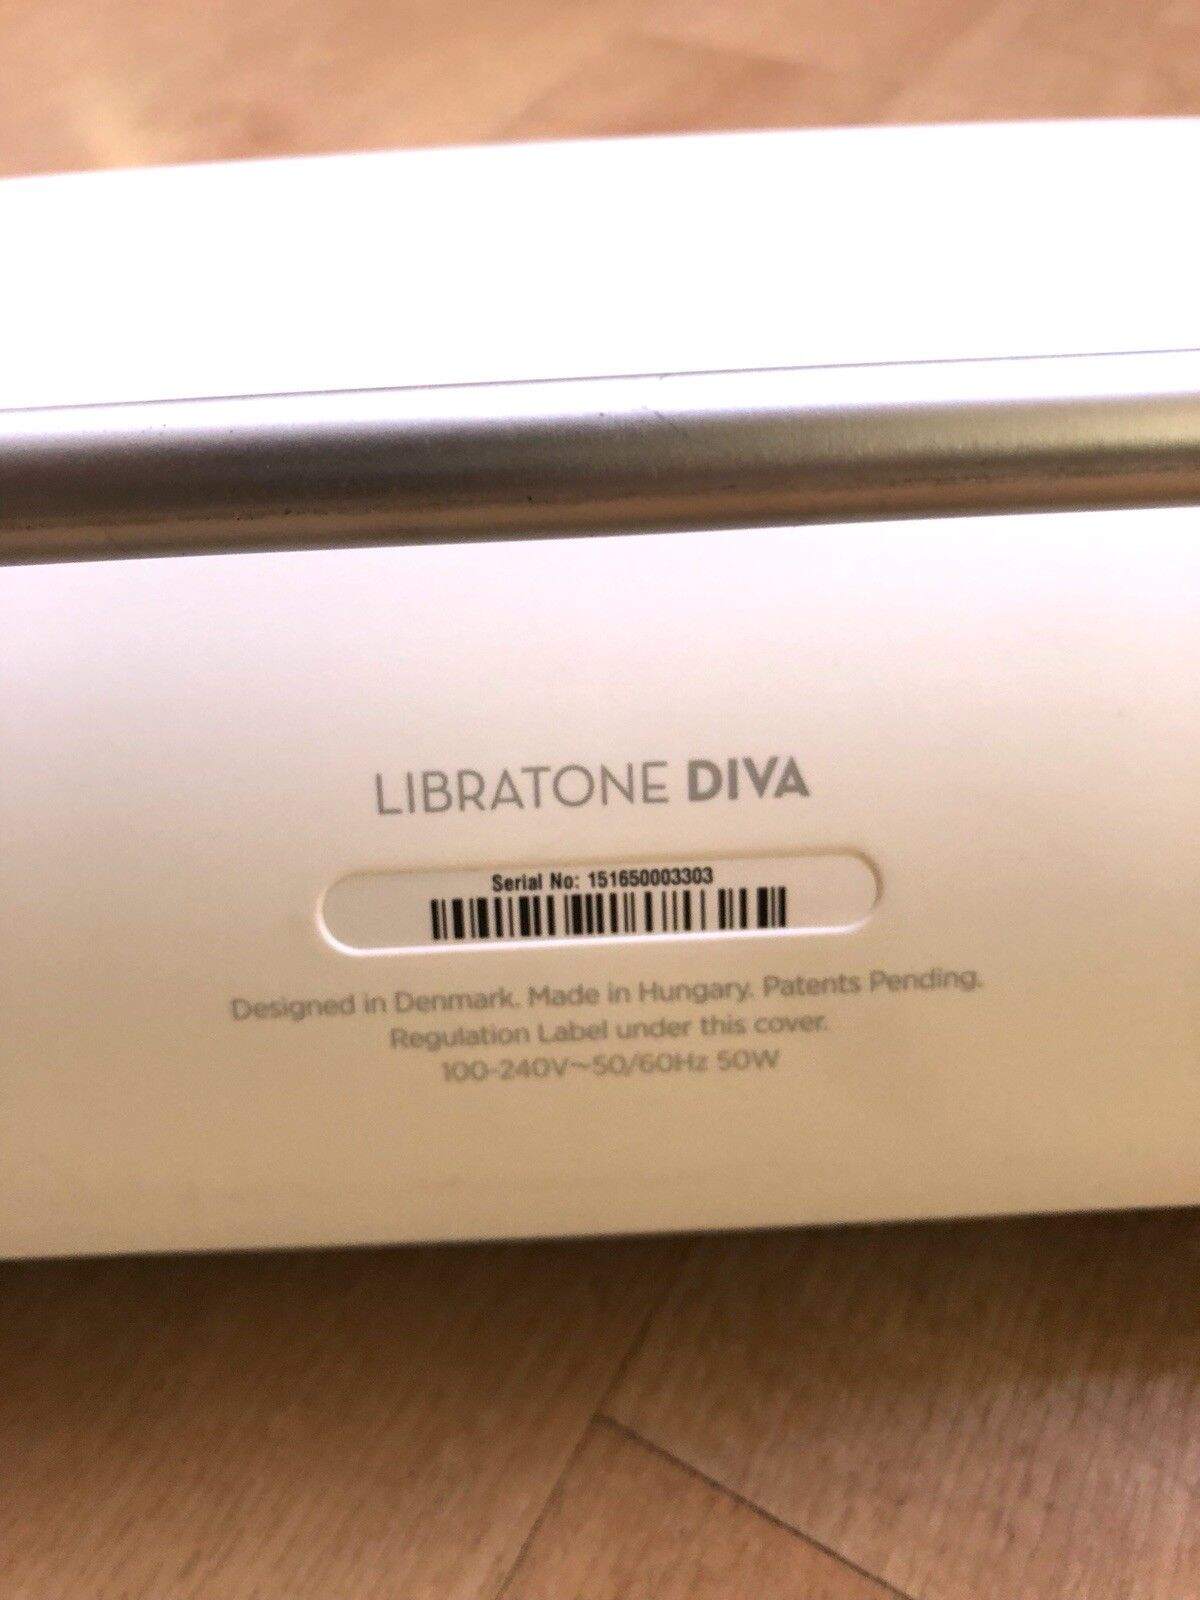 LIBRATONE DIVA
Serial No: 151650003303
Designed in Denmark. Made in Hungary. Patents Pending.
Regulation Label under this cover.
100-240V~50/60Hz 50W